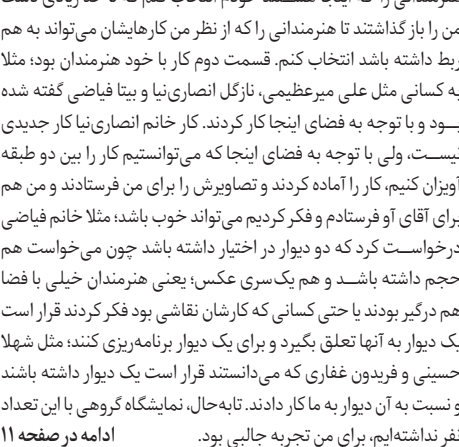 من را باز گذاشتند تا هنرمندانی را که از نظر من کارهایشان می‌تواند به هم
ربط داشته باشد انتخاب کنم. قسمت دوم کار با خود هنرمندان بود؛ مثلا
به کسانی مثل علی میرعظیمی، نازگل انصاری‌نیا و بیتا فیاضی گفته شده
بود و با توجه به فضای اینجا کار کردند. کار خانم انصاری‌نیا کار جدیدی
نیست، ولی با توجه به فضای اینجا که می‌توانستیم کار را بین دو طبقه
آویزان کنیم، کار را آماده کردند و تصاویرش را برای من فرستادند و من هم
برای آقای آو فرستادم و فکر کردیم می‌تواند خوب باشد؛ مثلا خانم فیاضی
درخواست کرد که دو دیوار در اختیار داشته باشد چون می‌خواست هم
حجم داشته باشد و هم یک‌سری عکس؛ یعنی هنرمندان خیلی با فضا
هم درگیر بودند یا حتی کسانی که کارشان نقاشی بود فکر کردند قرار است
یک دیوار به آنها تعلق بگیرد و برای یک دیوار برنامه‌ریزی کنند؛ مثل شهلا
حسینی و فریدون غفاری که می‌دانستند قرار است یک دیوار داشته باشند
و نسبت به آن دیوار به ما کار دادند. تابه‌حال، نمایشگاه گروهی با این تعداد
نفر نداشته‌ایم، برای من تجربه جالبی بود. ادامه در صفحه ۱۱